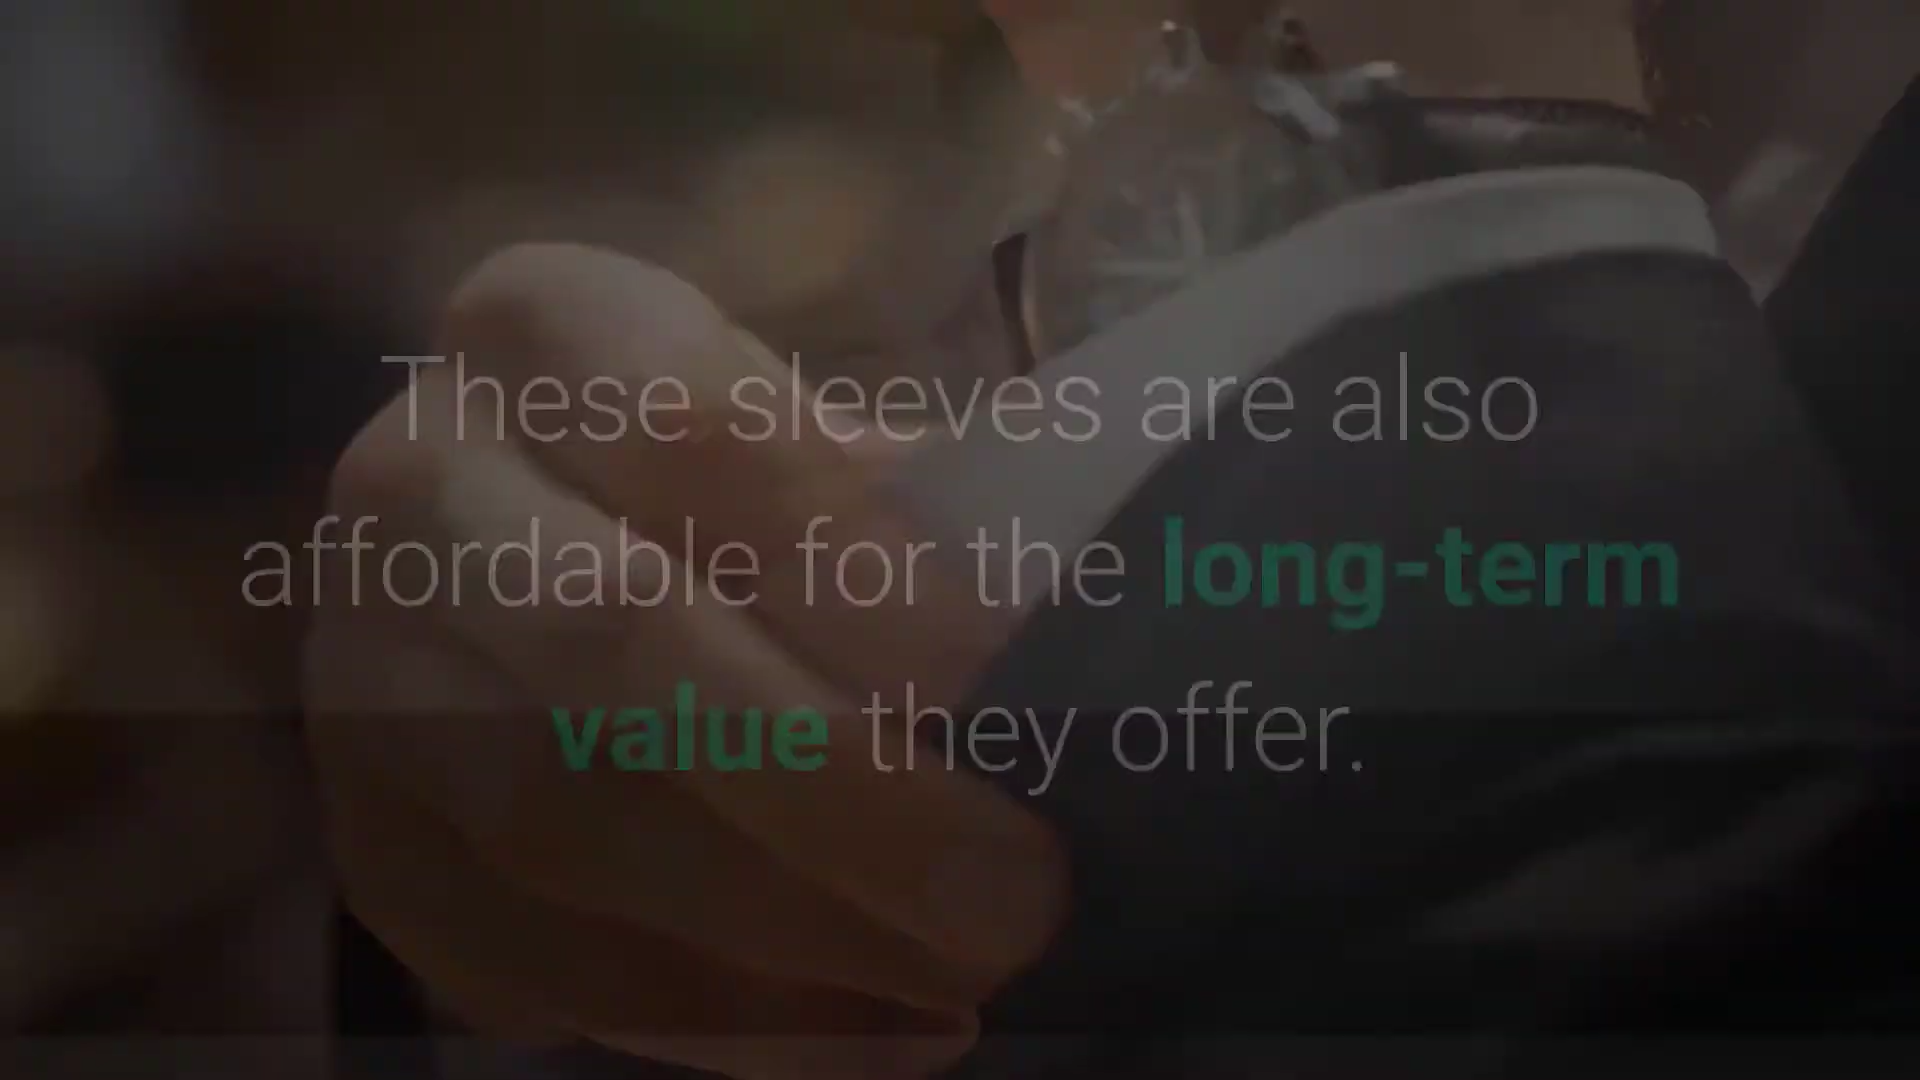 These sleeves are also
affordable for the long-term
value they offer.